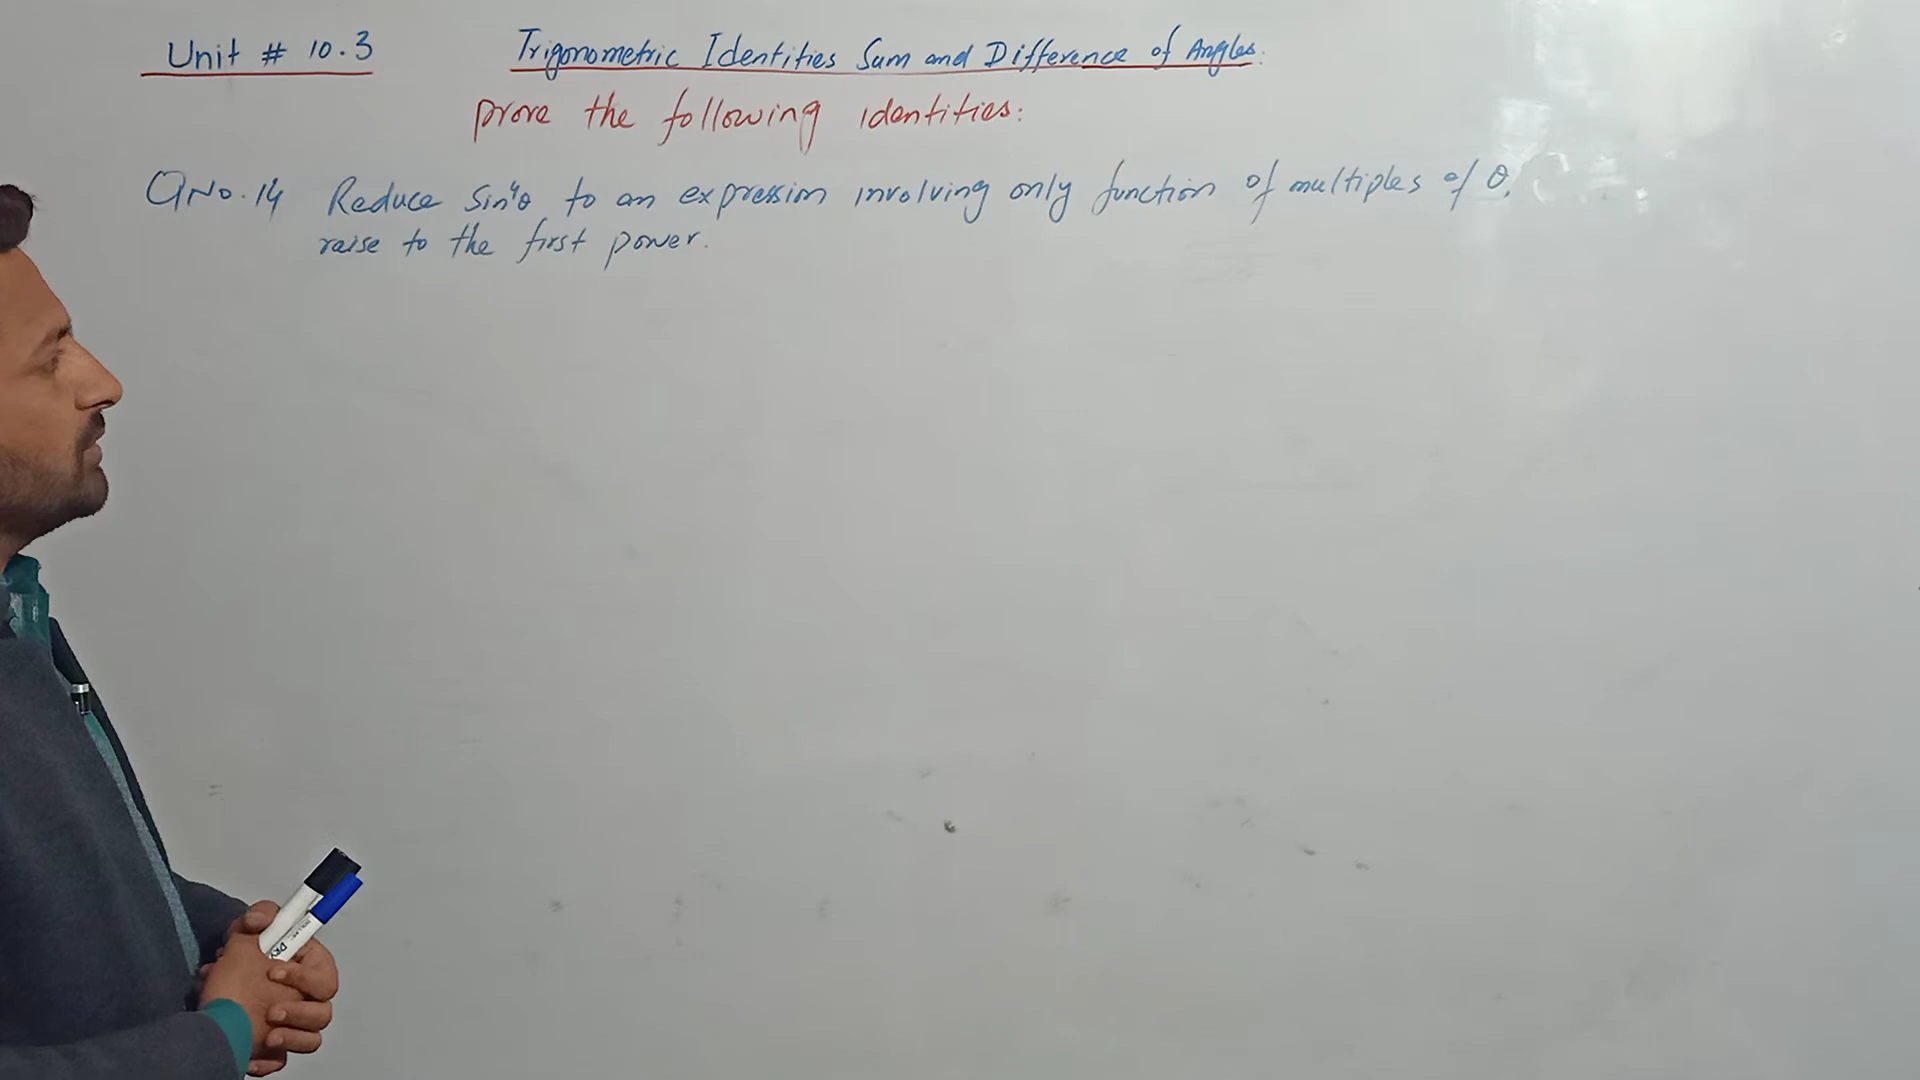 Unit # 10.3
Trigonometric Identities Sum and Difference of Angles.
prove the following identities:
QNo.14 Reduce Sin⁴θ to an expression involving only function of multiples of θ,
raise to the first power.